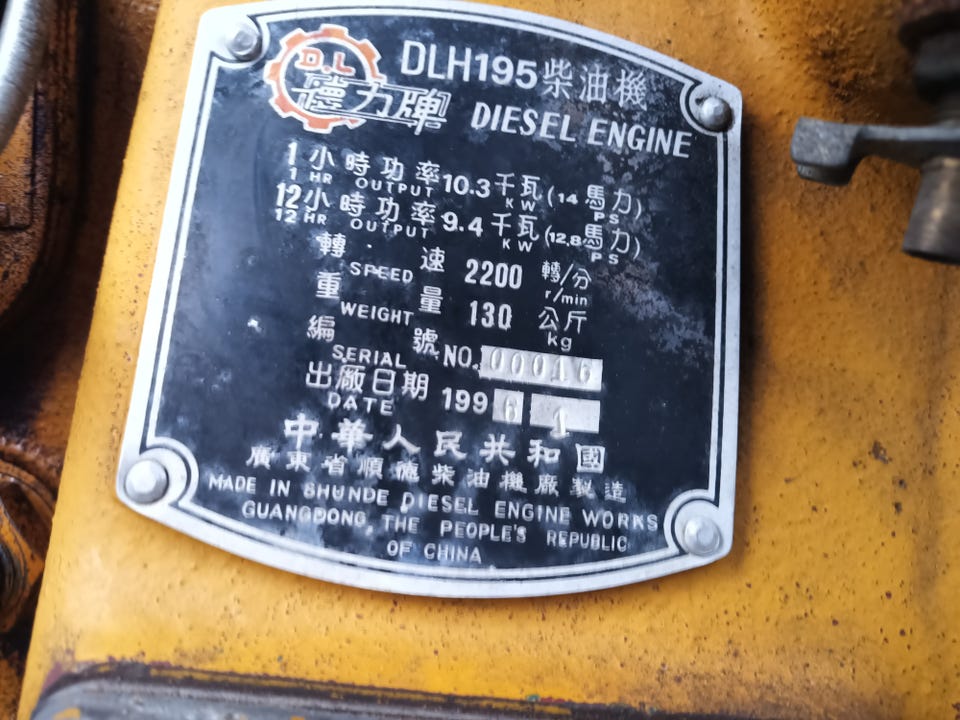 D.L
德力牌
DLH195柴油機
DIESEL ENGINE
1小時功率10.3千瓦(14馬力)
1 HR OUTPUT KW PS
12小時功率9.4千瓦(12,8馬力)
12 HR OUTPUT KW PS
轉速 2200 轉/分
SPEED r/min
重量 130 公斤
WEIGHT kg
編號 NO. 00016
SERIAL
出廠日期 1996 1
DATE
中華人民共和國
廣東省順德柴油機廠製造
MADE IN SHUNDE DIESEL ENGINE WORKS
GUANGDONG, THE PEOPLE'S REPUBLIC
OF CHINA